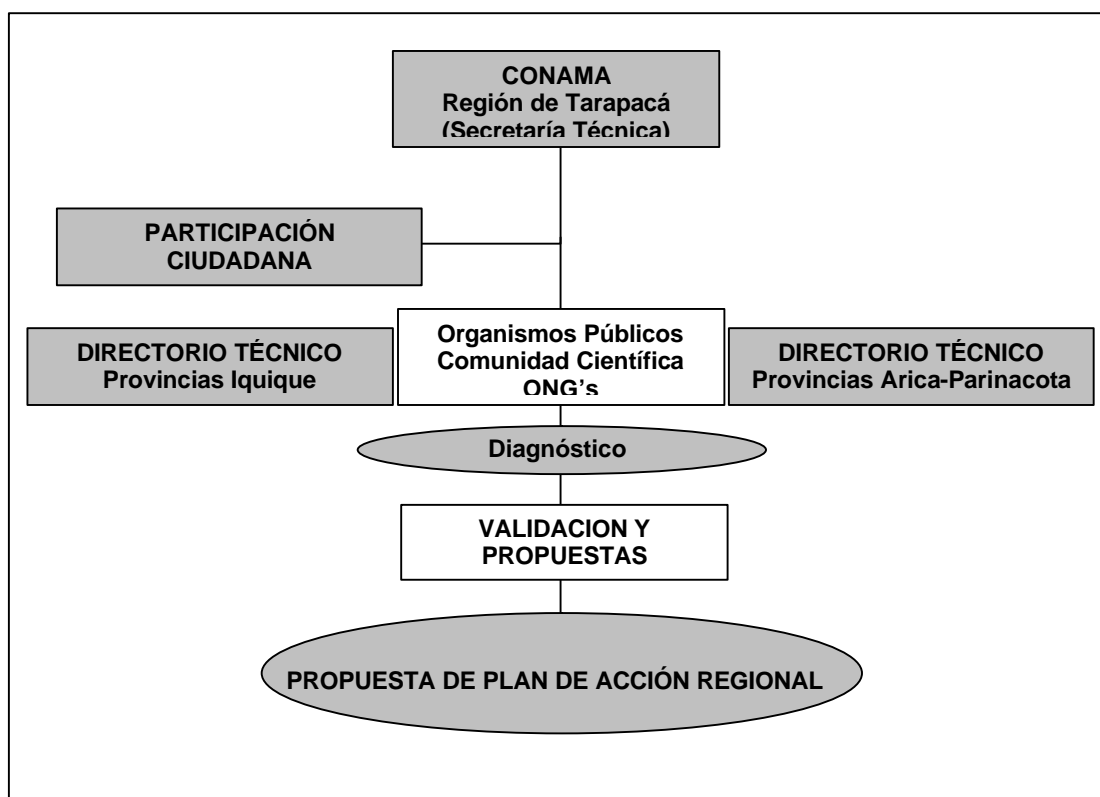 CONAMA
Región de Tarapacá
(Secretaría Técnica)
PARTICIPACIÓN
CIUDADANA
DIRECTORIO TÉCNICO
Provincias Iquique
Organismos Públicos
Comunidad Científica
ONG's
DIRECTORIO TÉCNICO
Provincias Arica-Parinacota
Diagnóstico
VALIDACION Y
PROPUESTAS
PROPUESTA DE PLAN DE ACCIÓN REGIONAL